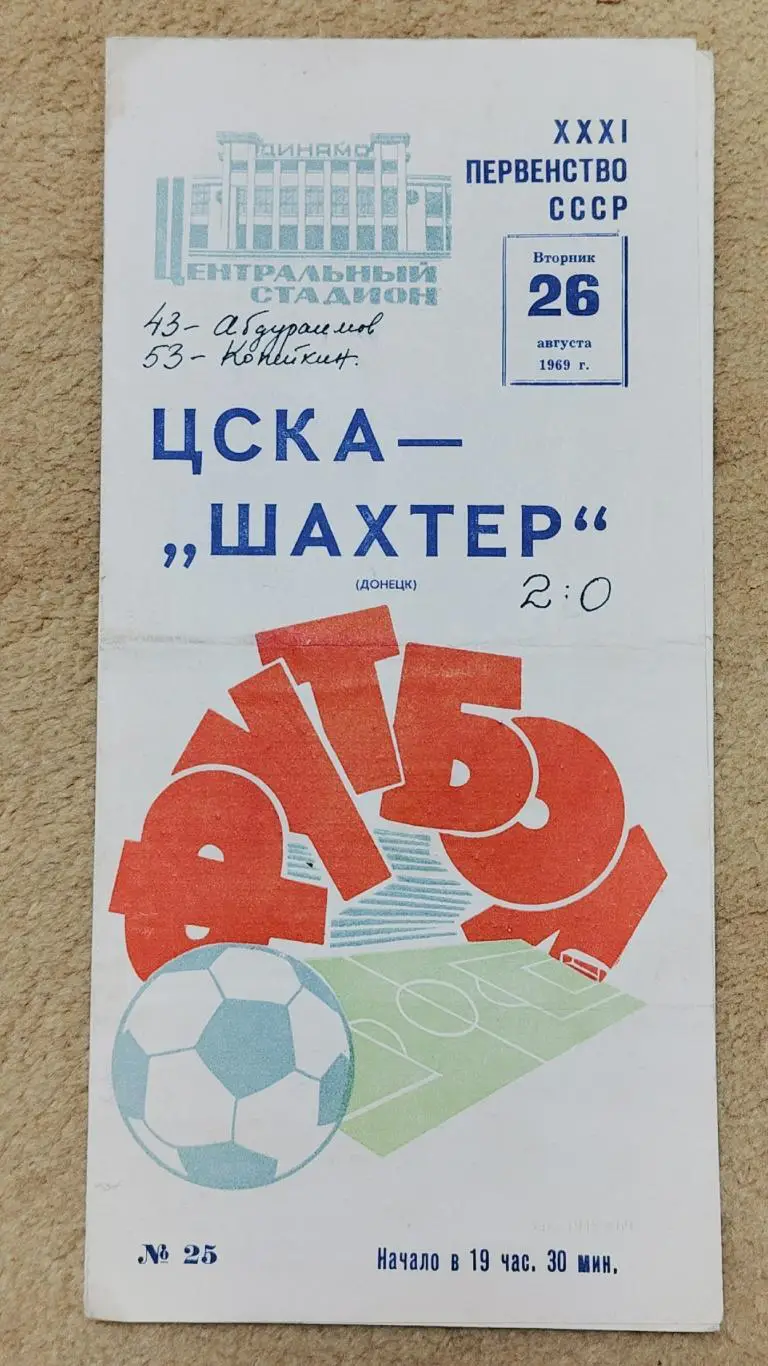 ДИНАМО
ЦЕНТРАЛЬНЫЙ
СТАДИОН
XXXI
ПЕРВЕНСТВО
СССР
Вторник
26
августа
1969 г.
43- Абдураимов
53- Копейкин.
ЦСКА—
„ШАХТЕР“
(ДОНЕЦК)
2:0
ФУТБОЛ
№ 25
Начало в 19 час. 30 мин.